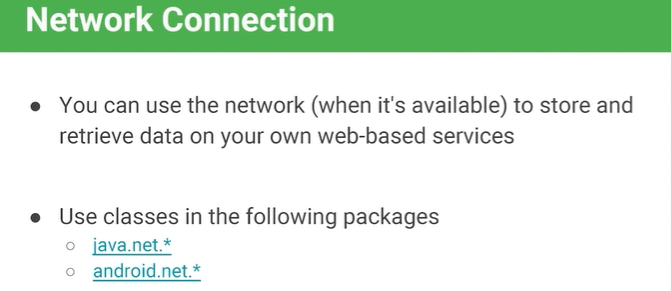 Network Connection
● You can use the network (when it's available) to store and
retrieve data on your own web-based services
● Use classes in the following packages
○ java.net.*
○ android.net.*